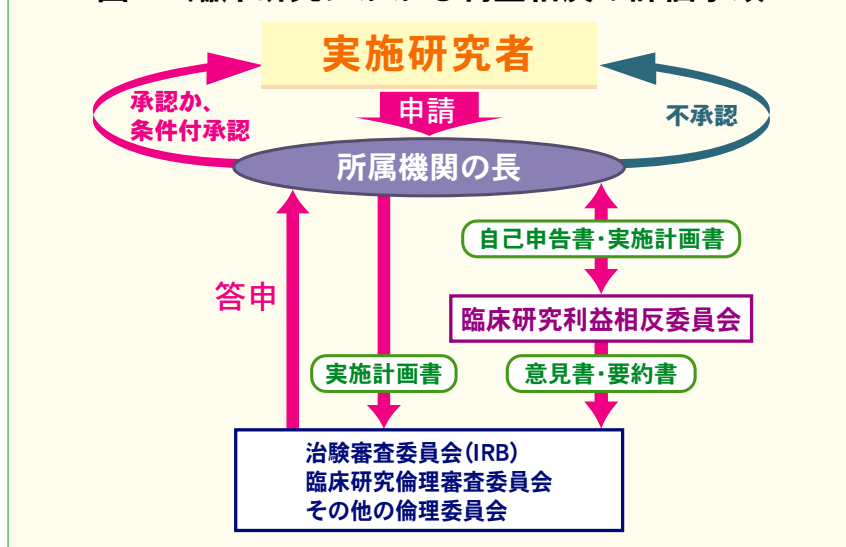 実施研究者
申請
承認か、
条件付承認
不承認
所属機関の長
自己申告書・実施計画書
答申
臨床研究利益相反委員会
実施計画書
意見書・要約書
治験審査委員会(IRB)
臨床研究倫理審査委員会
その他の倫理委員会